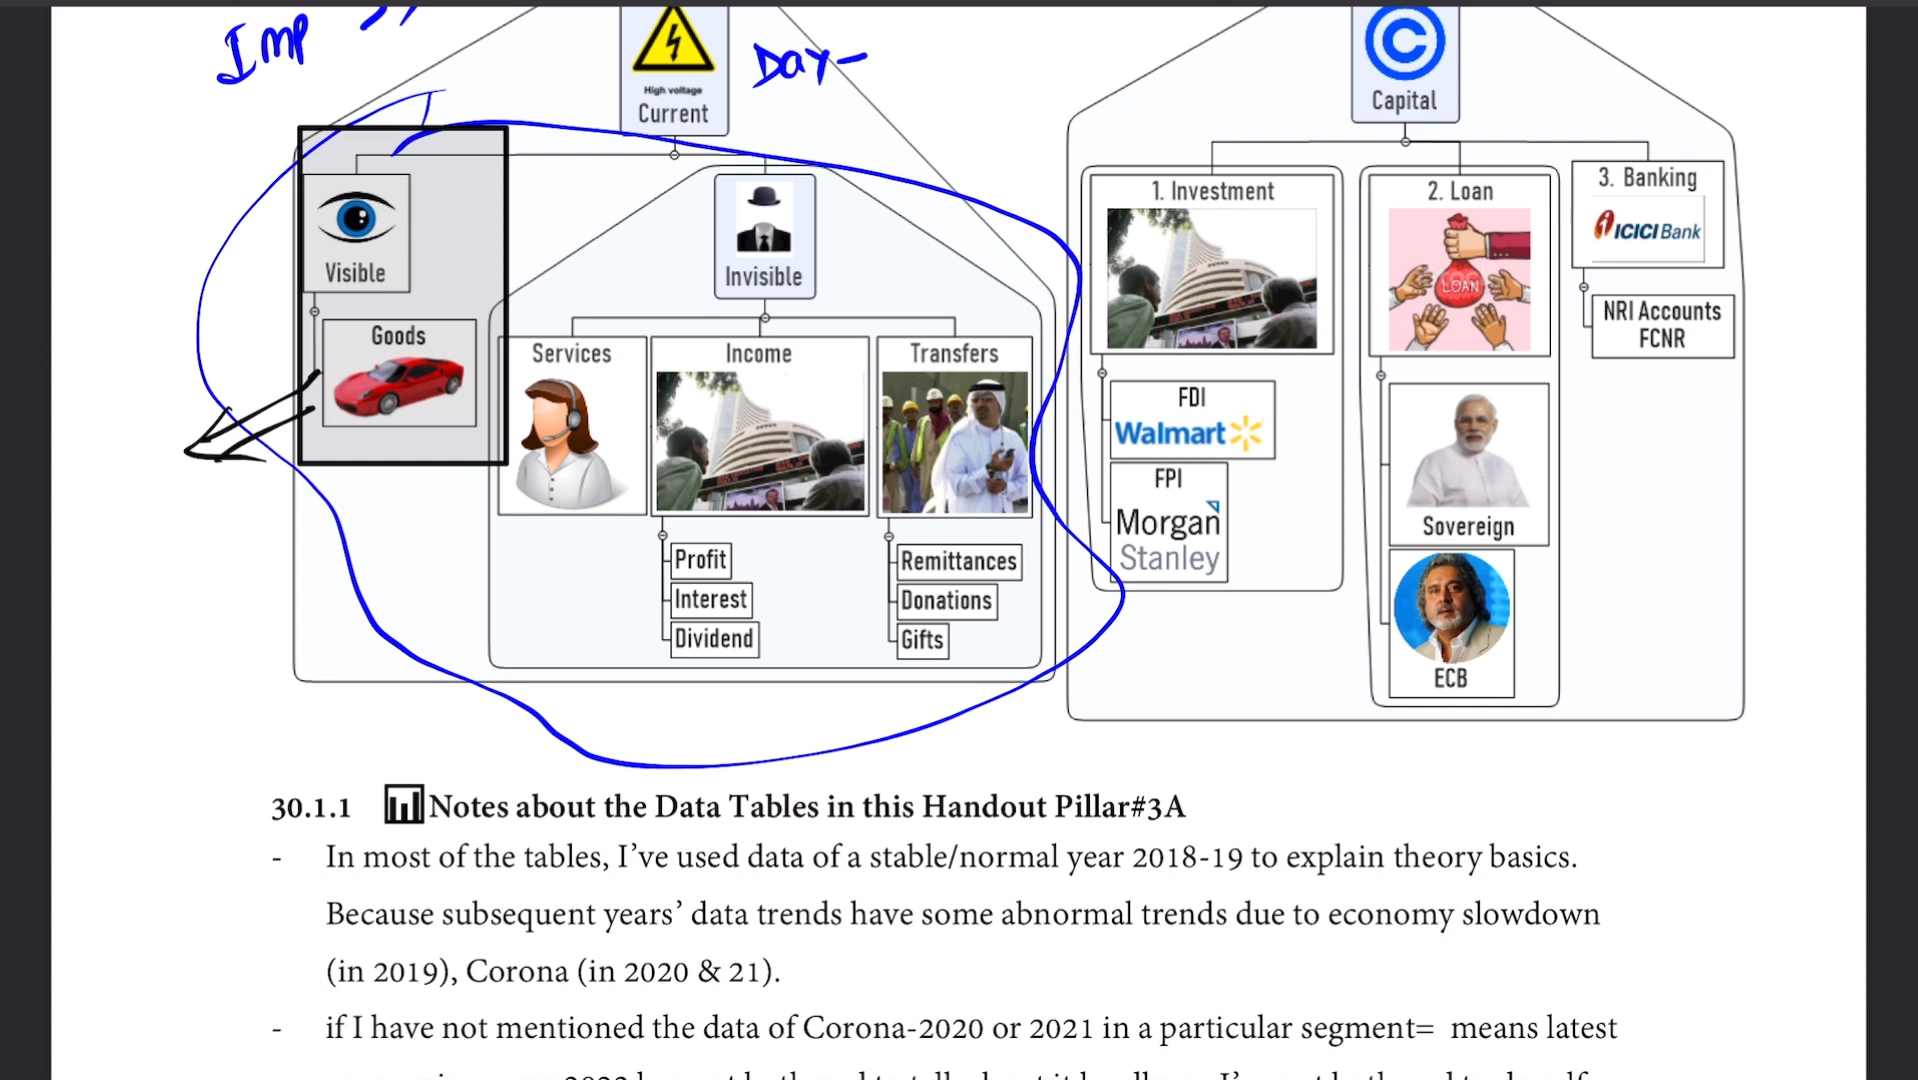 Imp
Day-
High voltage
Current
Capital
Visible
Goods
Invisible
Services
Income
Transfers
Profit
Interest
Dividend
Remittances
Donations
Gifts
1. Investment
FDI
Walmart
FPI
Morgan
Stanley
2. Loan
LOAN
Sovereign
ECB
3. Banking
ICICI Bank
NRI Accounts
FCNR
30.1.1 Notes about the Data Tables in this Handout Pillar#3A
- In most of the tables, I’ve used data of a stable/normal year 2018-19 to explain theory basics.
Because subsequent years’ data trends have some abnormal trends due to economy slowdown
(in 2019), Corona (in 2020 & 21).
- if I have not mentioned the data of Corona-2020 or 2021 in a particular segment= means latest